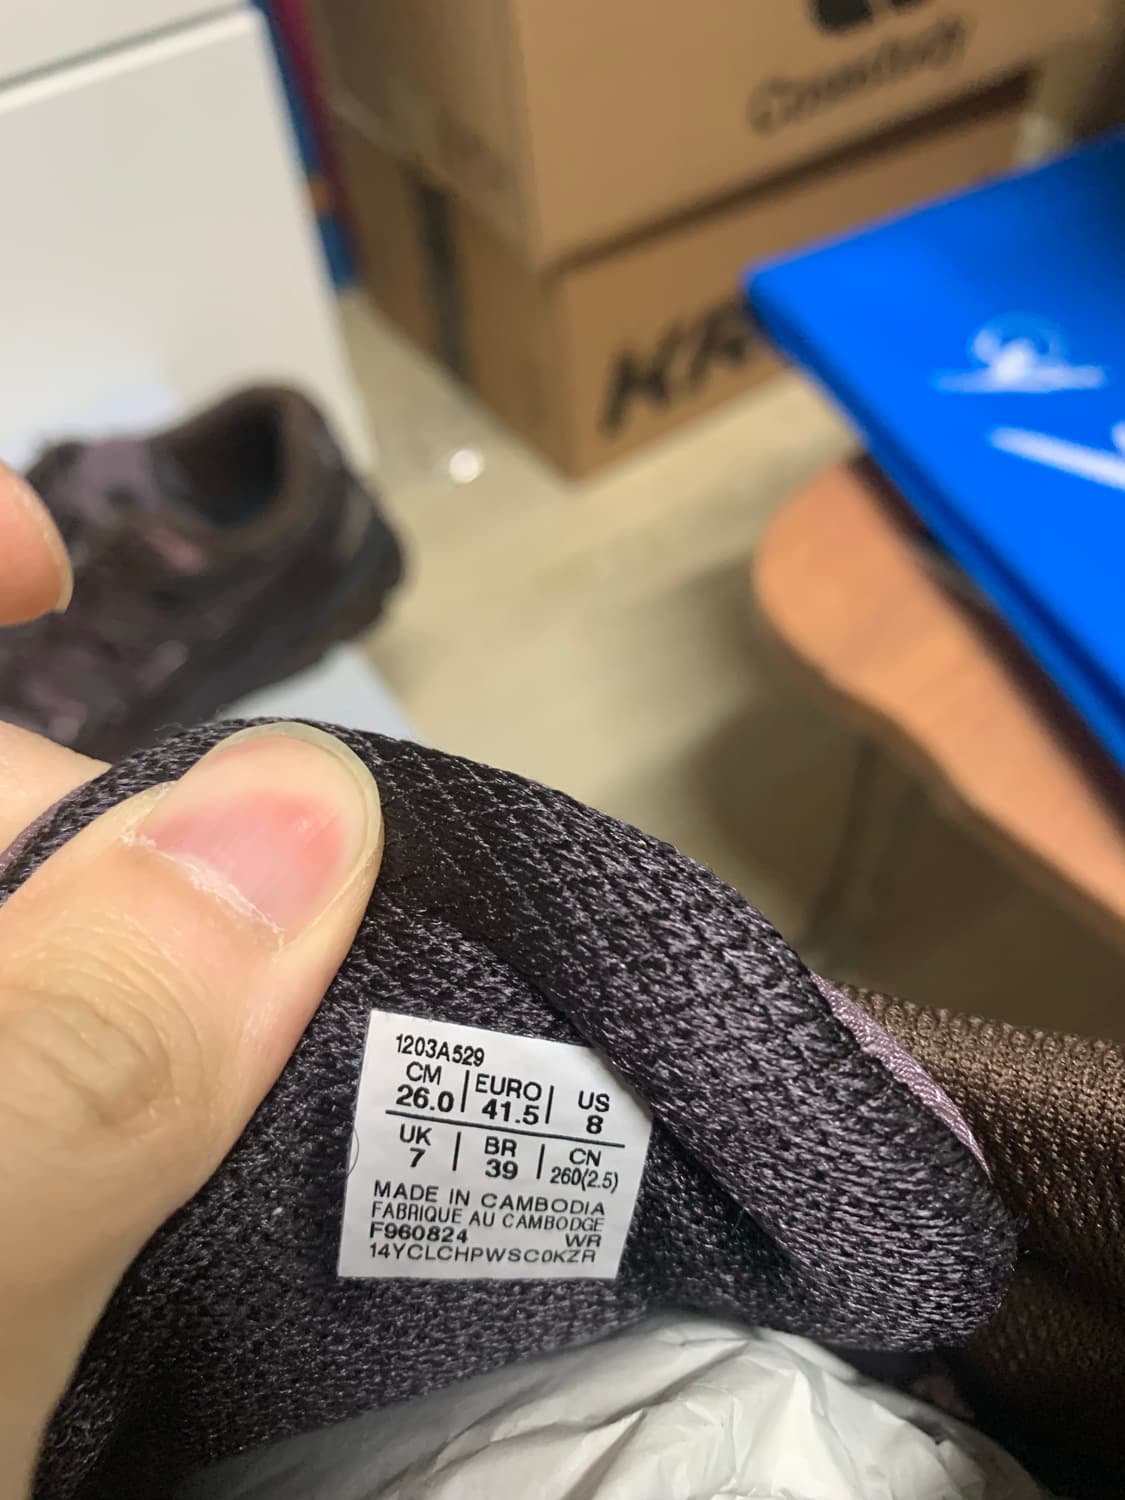 1203A529
CM 26.0 | EURO 41.5 | US 8
UK 7 | BR 39 | CN 260(2.5)
MADE IN CAMBODIA
FABRIQUE AU CAMBODGE
F960824 WR
14YCLCHPWSC0KZR